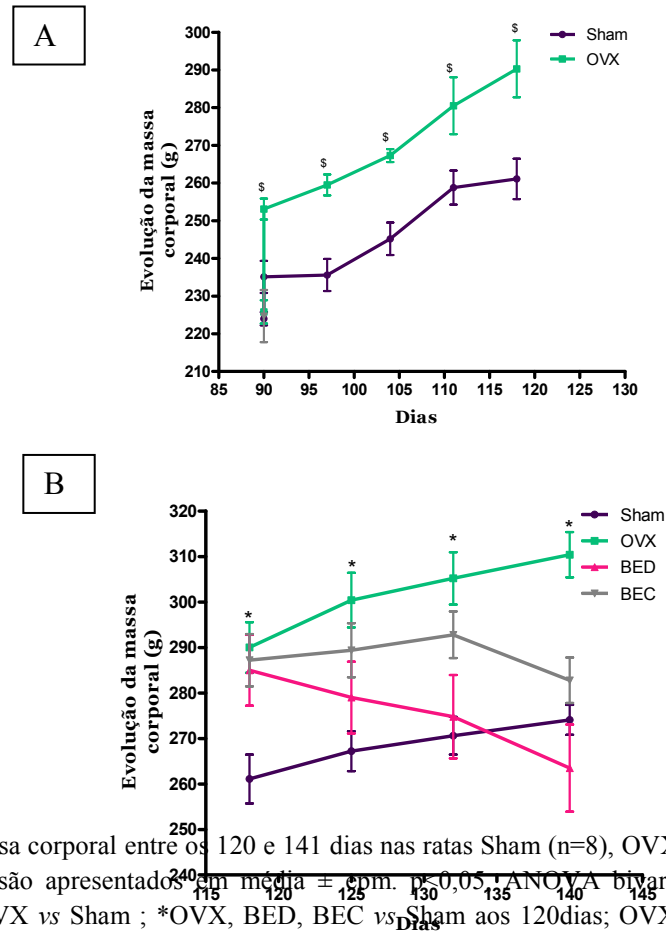 A
Evolução da massa
corporal (g)
300
290
280
270
260
250
240
230
220
210
$ $ $ $ $
Sham
OVX
85 90 95 100 105 110 115 120 125 130
Dias
B
Evolução da massa
corporal (g)
320
310
300
290
280
270
260
250
240
* * * *
Sham
OVX
BED
BEC
115 120 125 130 135 140 145
Dias
sa corporal entre os 120 e 141 dias nas ratas Sham (n=8), OVX
são apresentados em média ± epm. p<0,05 ANOVA bivar
VX vs Sham ; *OVX, BED, BEC vs Sham aos 120dias; OVX